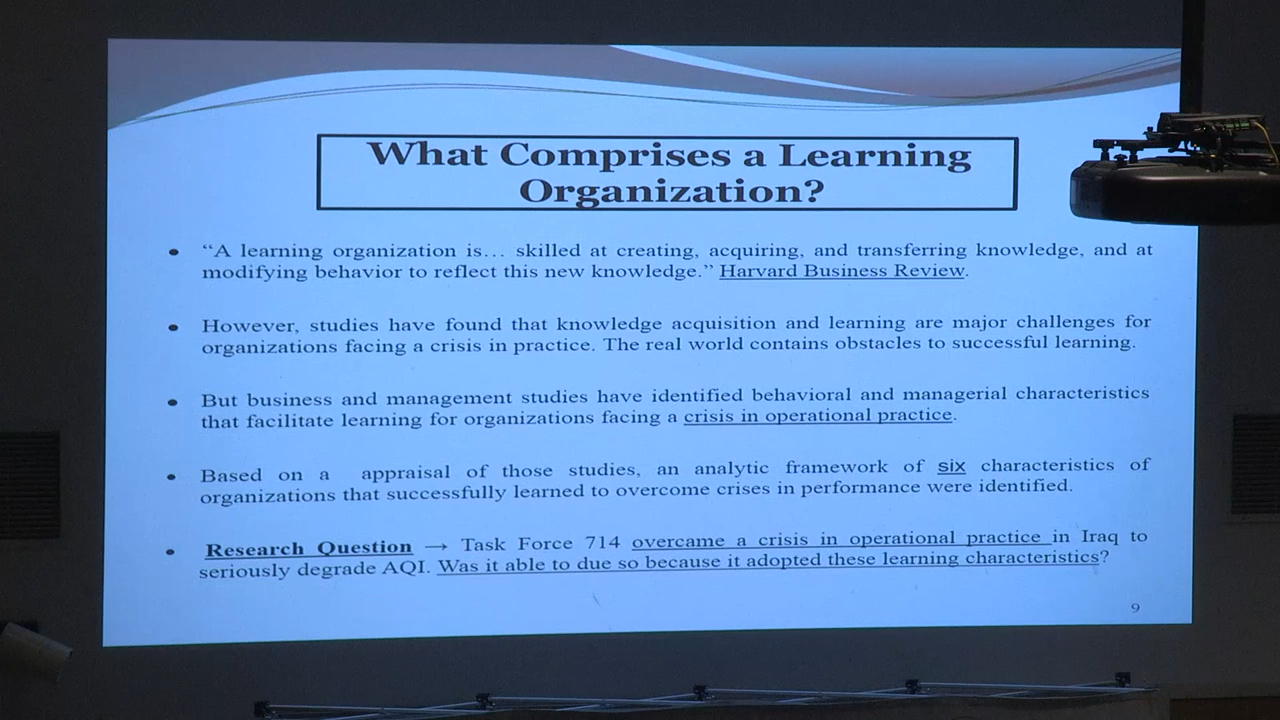 What Comprises a Learning
Organization?
• “A learning organization is… skilled at creating, acquiring, and transferring knowledge, and at
modifying behavior to reflect this new knowledge.” Harvard Business Review.
• However, studies have found that knowledge acquisition and learning are major challenges for
organizations facing a crisis in practice. The real world contains obstacles to successful learning.
• But business and management studies have identified behavioral and managerial characteristics
that facilitate learning for organizations facing a crisis in operational practice.
• Based on a appraisal of those studies, an analytic framework of six characteristics of
organizations that successfully learned to overcome crises in performance were identified.
• Research Question → Task Force 714 overcame a crisis in operational practice in Iraq to
seriously degrade AQI. Was it able to due so because it adopted these learning characteristics?
9